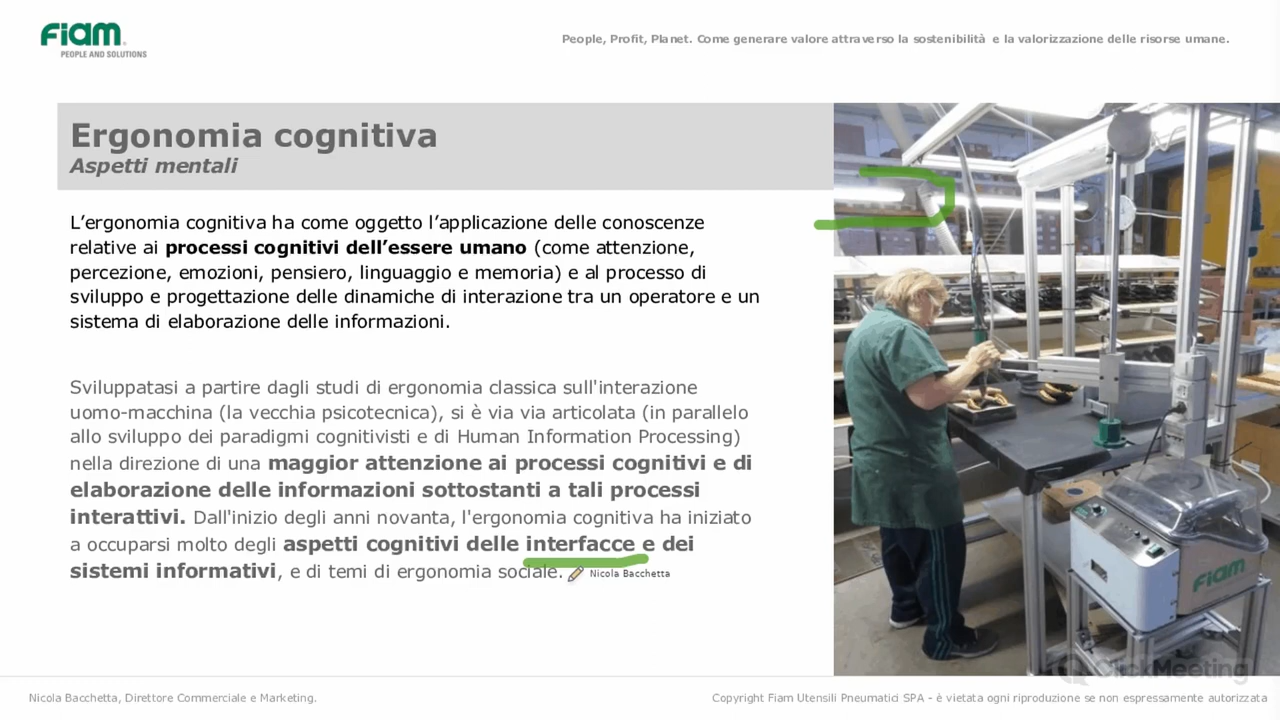 Fiam
PEOPLE AND SOLUTIONS
People, Profit, Planet. Come generare valore attraverso la sostenibilità e la valorizzazione delle risorse umane.
Ergonomia cognitiva
Aspetti mentali
L’ergonomia cognitiva ha come oggetto l’applicazione delle conoscenze
relative ai processi cognitivi dell’essere umano (come attenzione,
percezione, emozioni, pensiero, linguaggio e memoria) e al processo di
sviluppo e progettazione delle dinamiche di interazione tra un operatore e un
sistema di elaborazione delle informazioni.
Sviluppatasi a partire dagli studi di ergonomia classica sull'interazione
uomo-macchina (la vecchia psicotecnica), si è via via articolata (in parallelo
allo sviluppo dei paradigmi cognitivisti e di Human Information Processing)
nella direzione di una maggior attenzione ai processi cognitivi e di
elaborazione delle informazioni sottostanti a tali processi
interattivi. Dall'inizio degli anni novanta, l'ergonomia cognitiva ha iniziato
a occuparsi molto degli aspetti cognitivi delle interfacce e dei
sistemi informativi, e di temi di ergonomia sociale.
Nicola Bacchetta
Fiam
ClickMeeting
Nicola Bacchetta, Direttore Commerciale e Marketing.
Copyright Fiam Utensili Pneumatici SPA - è vietata ogni riproduzione se non espressamente autorizzata